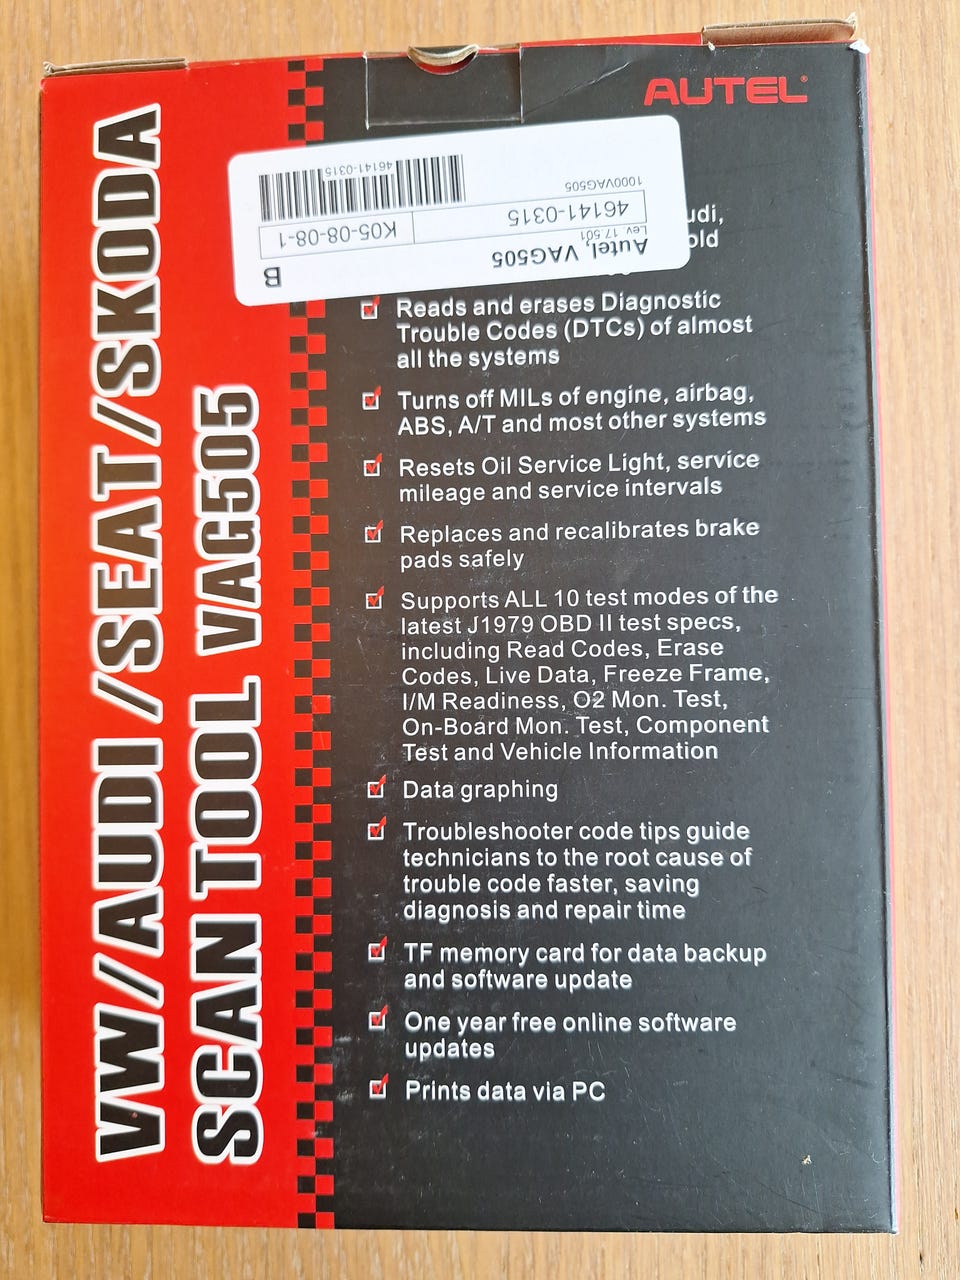 AUTEL®
VW/AUDI/SEAT/SKODA
SCAN TOOL VAG505
Autel, VAG505
B
Lev. 17.501
46141-0315
K05-08-08-1
1000VAG505
46141-0315
udi,
old
Reads and erases Diagnostic
Trouble Codes (DTCs) of almost
all the systems
Turns off MILs of engine, airbag,
ABS, A/T and most other systems
Resets Oil Service Light, service
mileage and service intervals
Replaces and recalibrates brake
pads safely
Supports ALL 10 test modes of the
latest J1979 OBD II test specs,
including Read Codes, Erase
Codes, Live Data, Freeze Frame,
I/M Readiness, O2 Mon. Test,
On-Board Mon. Test, Component
Test and Vehicle Information
Data graphing
Troubleshooter code tips guide
technicians to the root cause of
trouble code faster, saving
diagnosis and repair time
TF memory card for data backup
and software update
One year free online software
updates
Prints data via PC